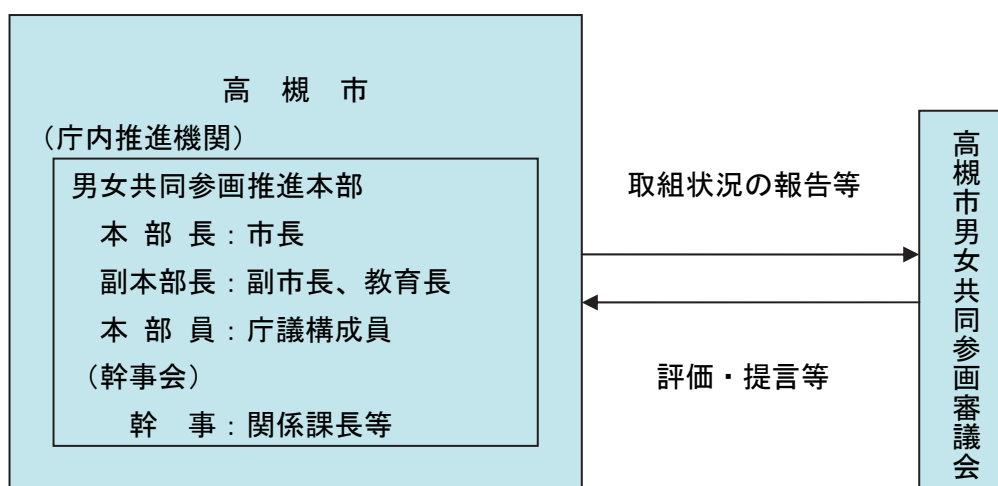 高　槻　市
（庁内推進機関）
男女共同参画推進本部
本 部 長：市長
副本部長：副市長、教育長
本 部 員：庁議構成員
（幹事会）
幹　事：関係課長等
取組状況の報告等
評価・提言等
高槻市男女共同参画審議会